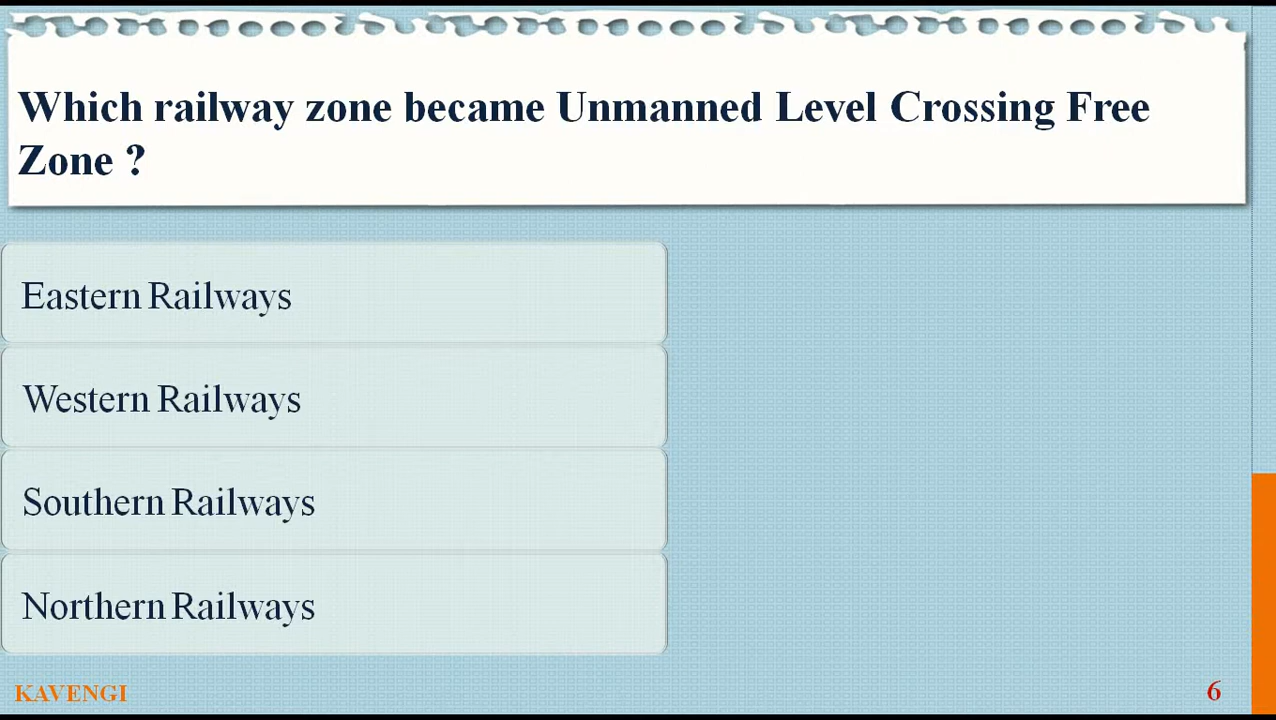 Which railway zone became Unmanned Level Crossing Free
Zone ?
Eastern Railways
Western Railways
Southern Railways
Northern Railways
KAVENGI
6